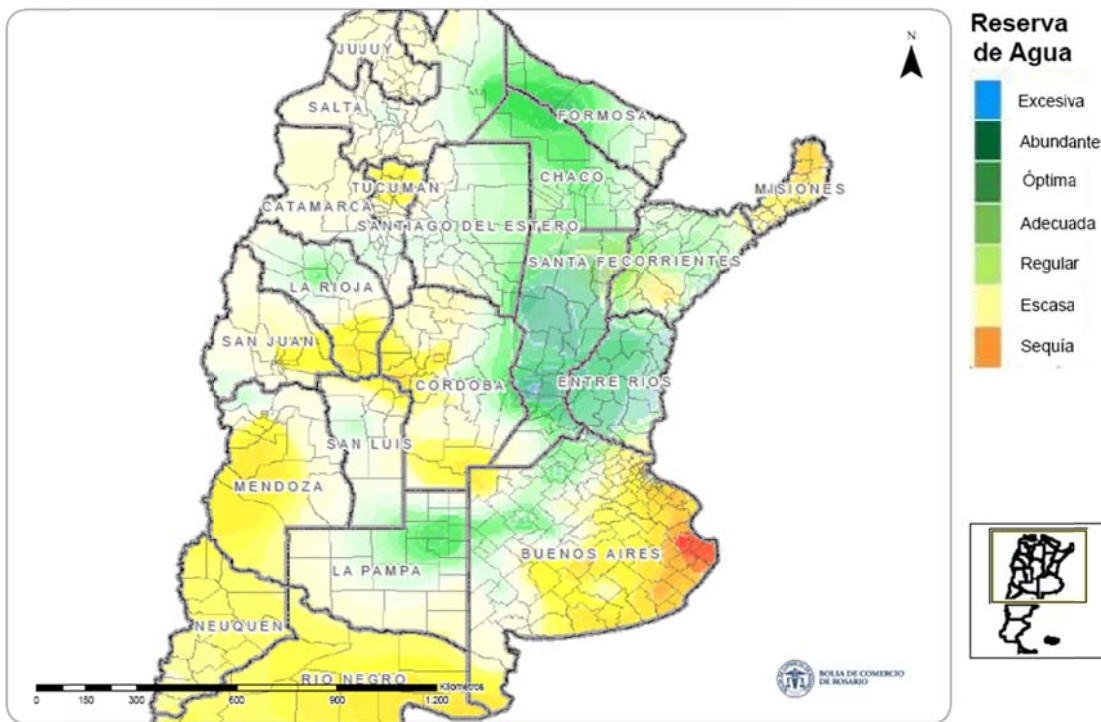 Reserva
de Agua
Excesiva
Abundante
Óptima
Adecuada
Regular
Escasa
Sequía
N
JUJUY
SALTA
FORMOSA
CHACO
MISIONES
TUCUMAN
CATAMARCA
SANTIAGO DEL ESTERO
SANTA FE
CORRIENTES
LA RIOJA
SAN JUAN
CORDOBA
ENTRE RIOS
SAN LUIS
MENDOZA
BUENOS AIRES
LA PAMPA
NEUQUEN
RIO NEGRO
Kilómetros
0 300 600 900 1.200
BOLSA DE COMERCIO
DE ROSARIO